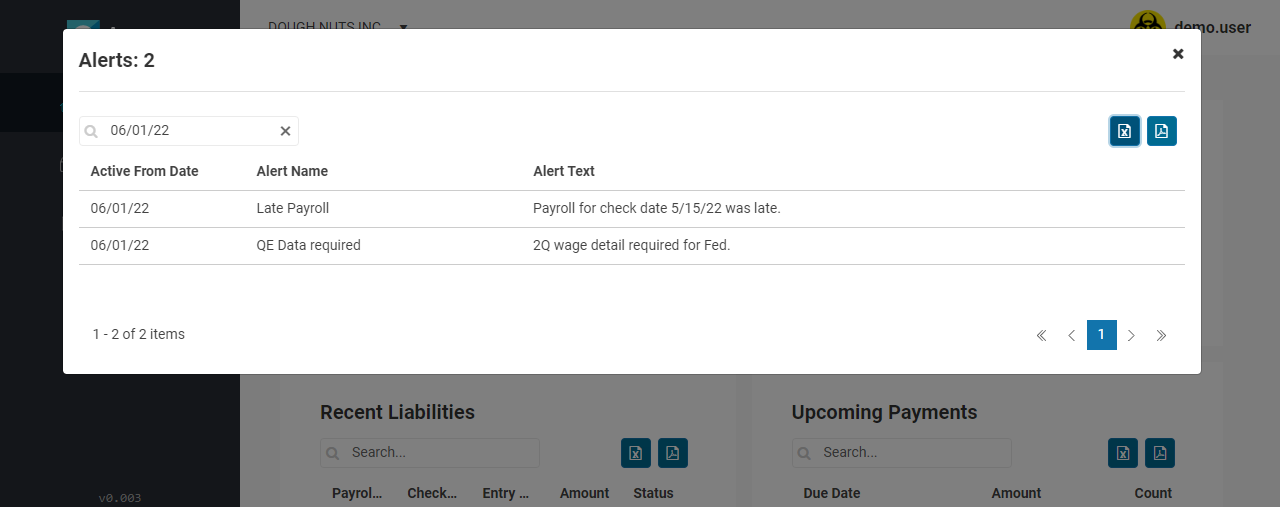 DOUGH NUTS INC
demo.user
Alerts: 2
06/01/22
Active From Date Alert Name Alert Text
06/01/22 Late Payroll Payroll for check date 5/15/22 was late.
06/01/22 QE Data required 2Q wage detail required for Fed.
1 - 2 of 2 items 1
Recent Liabilities
Search...
Payrol... Check... Entry ... Amount Status
Upcoming Payments
Search...
Due Date Amount Count
v0.003